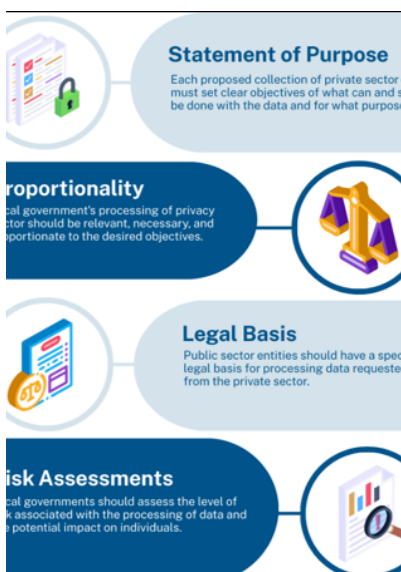 Statement of Purpose
Each proposed collection of private sector
must set clear objectives of what can and
be done with the data and for what
roportionality
cal government's processing of privacy
ctor should be relevant, necessary, and
oportionate to the desired objectives.
Legal Basis
Public sector entities should have a
legal basis for processing data
from the private sector.
isk Assessments
cal governments should assess the level of
k associated with the processing of data and
e potential impact on individuals.